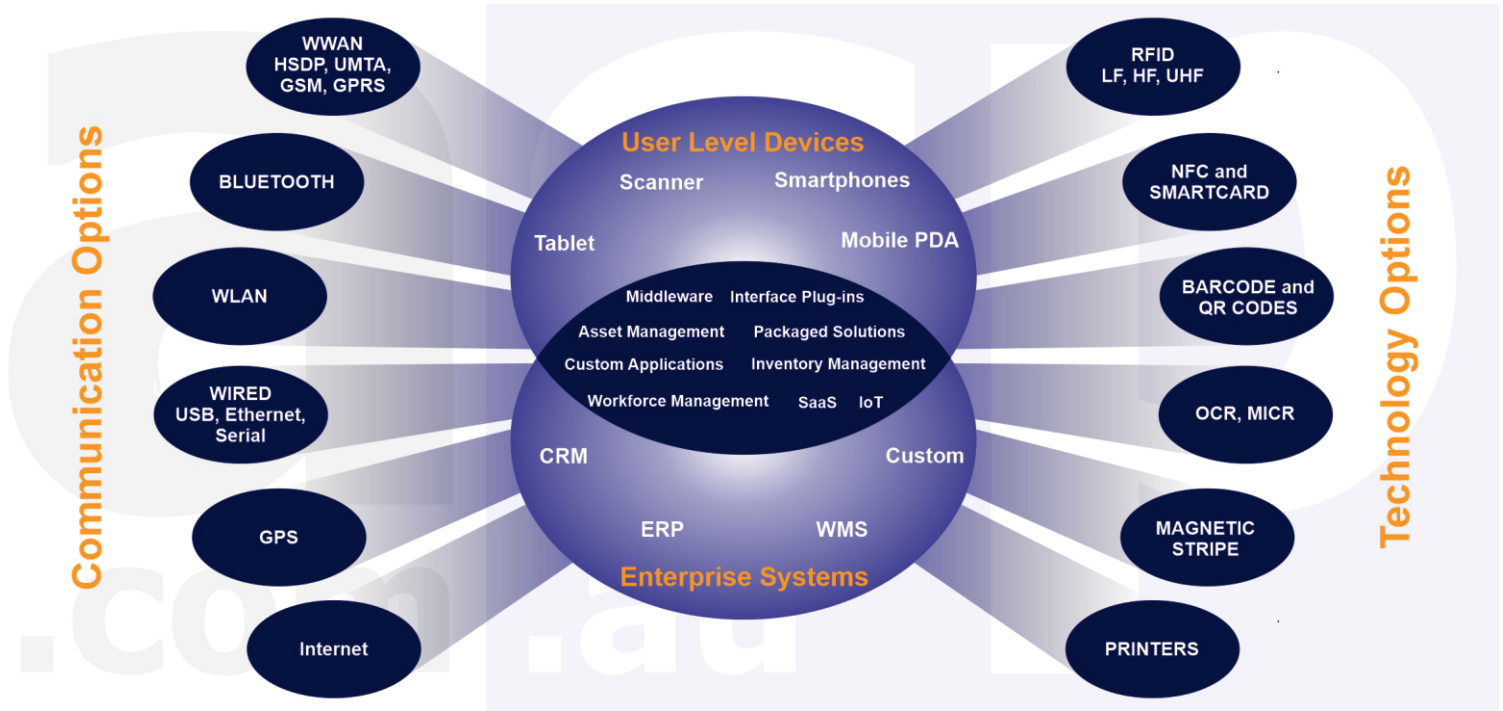 Communication Options
WWAN
HSDP, UMTA,
GSM, GPRS
BLUETOOTH
WLAN
WIRED
USB, Ethernet,
Serial
GPS
Internet
User Level Devices
Scanner Smartphones
Tablet Mobile PDA
Middleware Interface Plug-ins
Asset Management Packaged Solutions
Custom Applications Inventory Management
Workforce Management SaaS IoT
CRM Custom
ERP WMS
Enterprise Systems
RFID
LF, HF, UHF
NFC and
SMARTCARD
BARCODE and
QR CODES
OCR, MICR
MAGNETIC
STRIPE
PRINTERS
Technology Options
.com.au